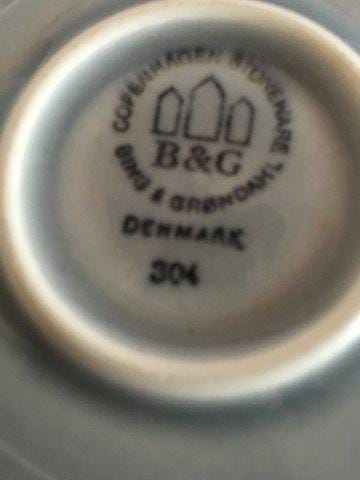 COPENHAGEN STONEWARE
B&G
BING & GRØNDAHL
DENMARK
304